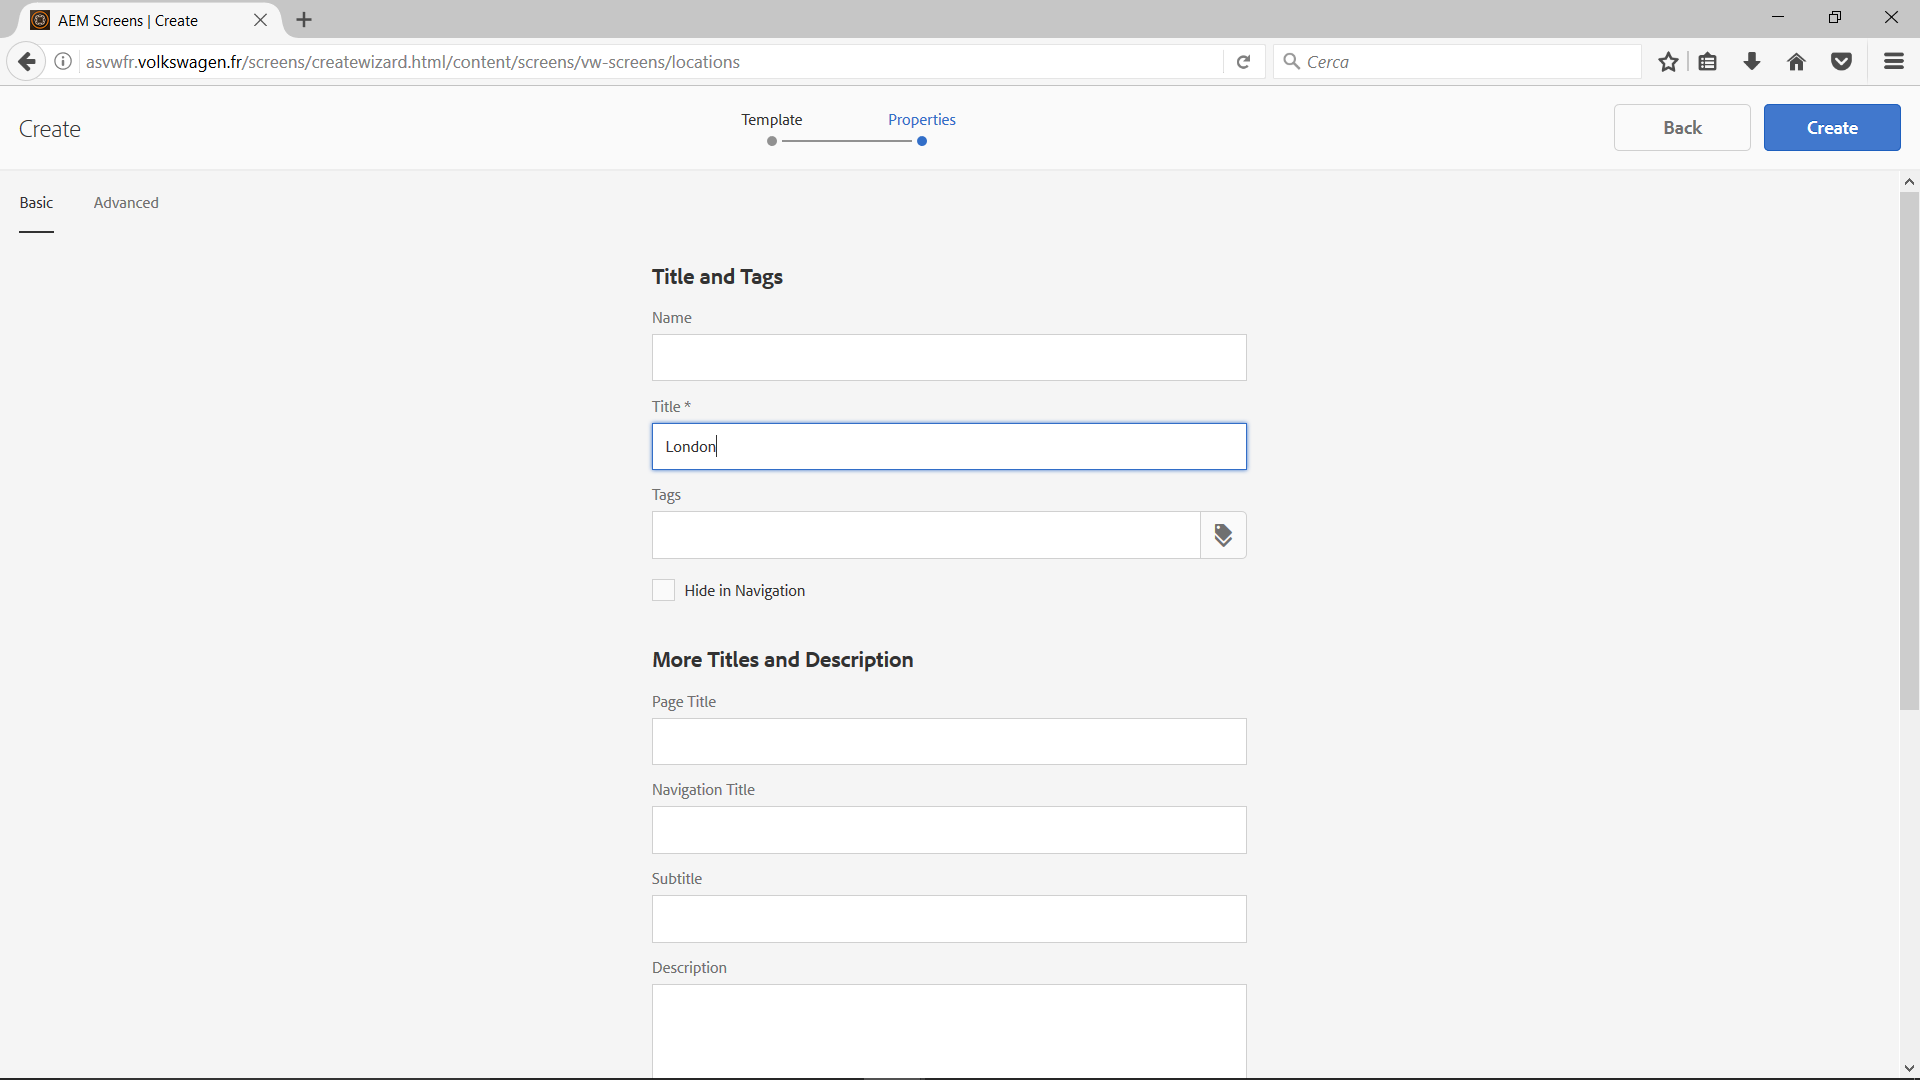 AEM Screens | Create
asvwfr.volkswagen.fr/screens/createwizard.html/content/screens/vw-screens/locations
Cerca
Create
Template
Properties
Back
Create
Basic
Advanced
Title and Tags
Name
Title *
London
Tags
Hide in Navigation
More Titles and Description
Page Title
Navigation Title
Subtitle
Description